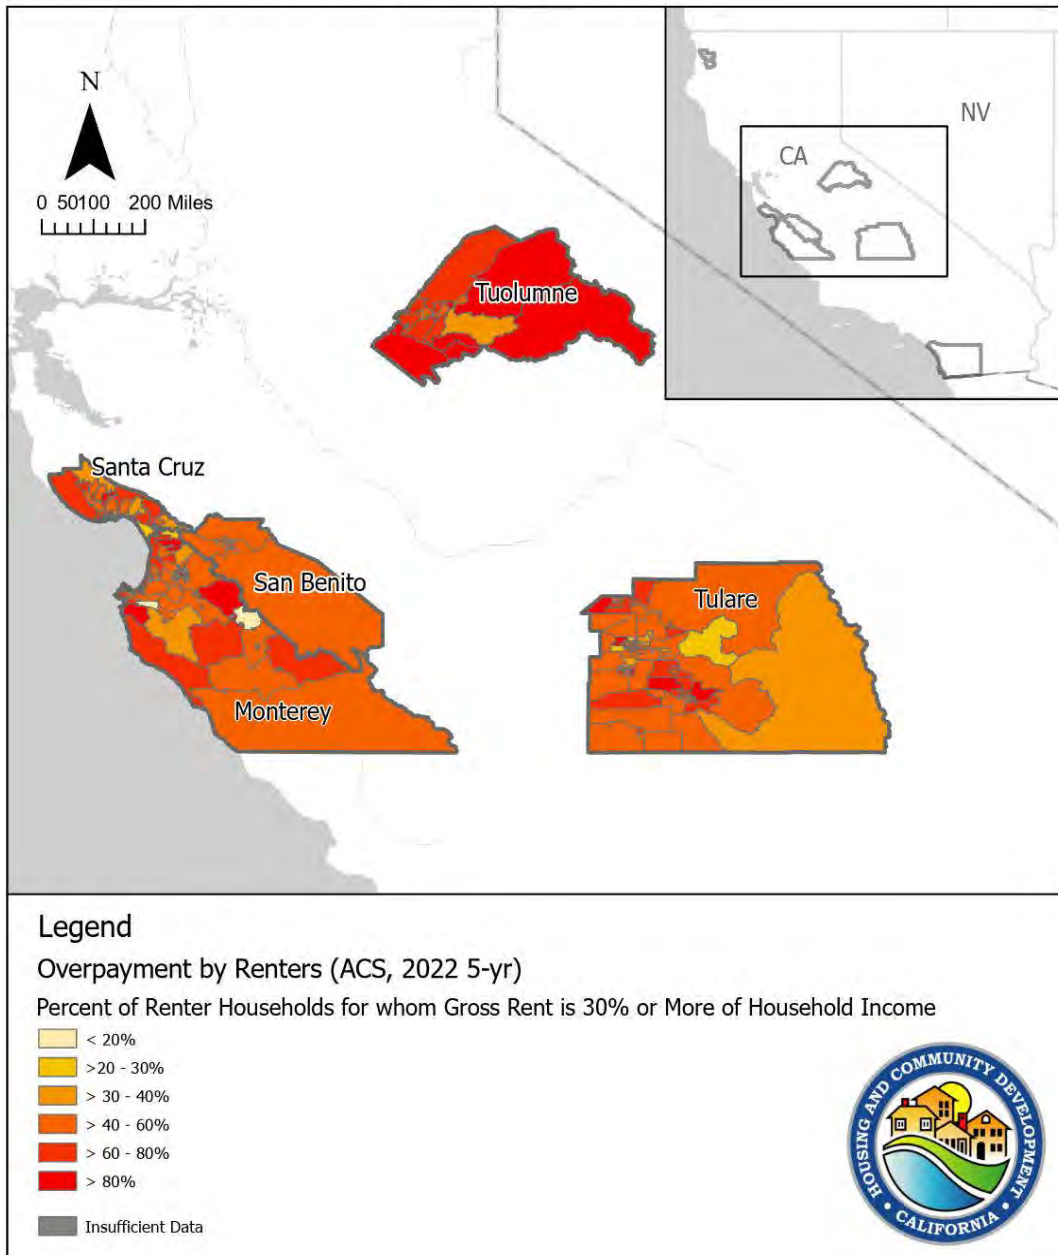 N
0 50100 200 Miles
NV
CA
Tuolumne
Santa Cruz
San Benito
Tulare
Monterey
Legend
Overpayment by Renters (ACS, 2022 5-yr)
Percent of Renter Households for whom Gross Rent is 30% or More of Household Income
< 20%
>20 - 30%
> 30 - 40%
> 40 - 60%
> 60 - 80%
> 80%
Insufficient Data
HOUSING AND COMMUNITY DEVELOPMENT
• CALIFORNIA •